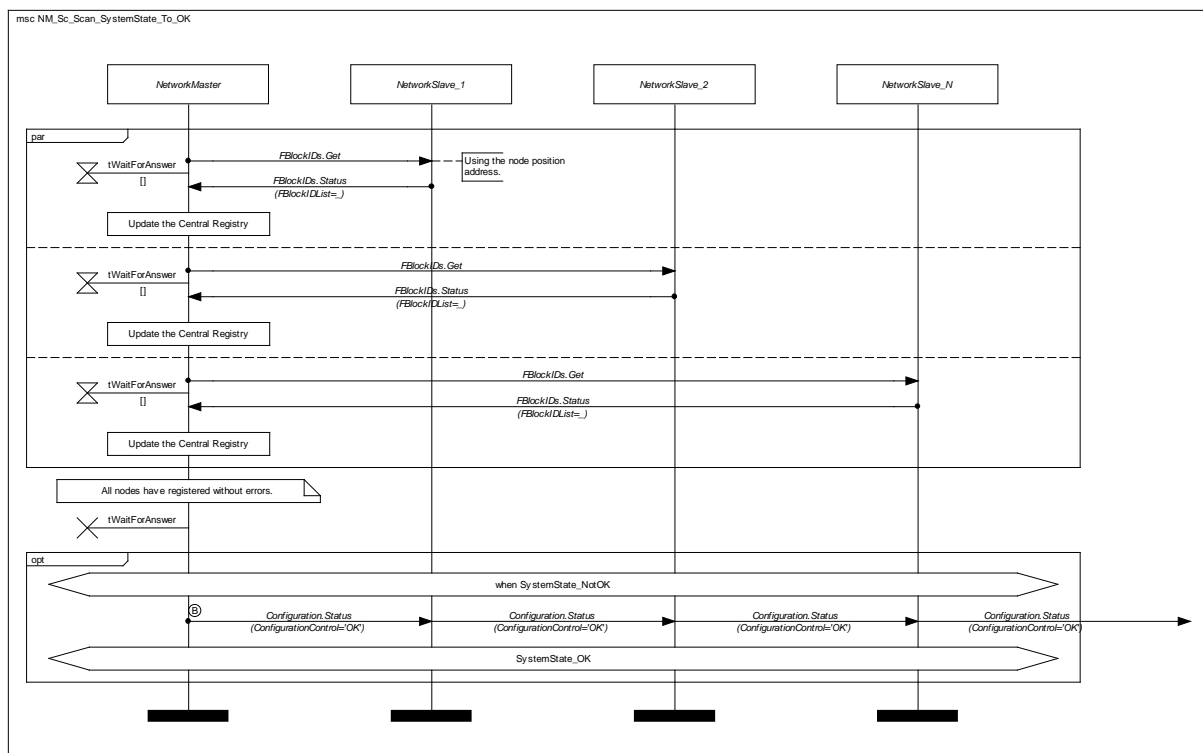 msc NM_Sc_Scan_SystemState_To_OK
NetworkMaster
NetworkSlave_1
NetworkSlave_2
NetworkSlave_N
par
tWaitForAnswer
[]
FBlockIDs.Get
Using the node position
address.
FBlockIDs.Status
(FBlockIDList=_)
Update the Central Registry
tWaitForAnswer
[]
FBlockIDs.Get
FBlockIDs.Status
(FBlockIDList=_)
Update the Central Registry
tWaitForAnswer
[]
FBlockIDs.Get
FBlockIDs.Status
(FBlockIDList=_)
Update the Central Registry
All nodes have registered without errors.
tWaitForAnswer
opt
when SystemState_NotOK
B
Configuration.Status
(ConfigurationControl='OK')
Configuration.Status
(ConfigurationControl='OK')
Configuration.Status
(ConfigurationControl='OK')
Configuration.Status
(ConfigurationControl='OK')
SystemState_OK